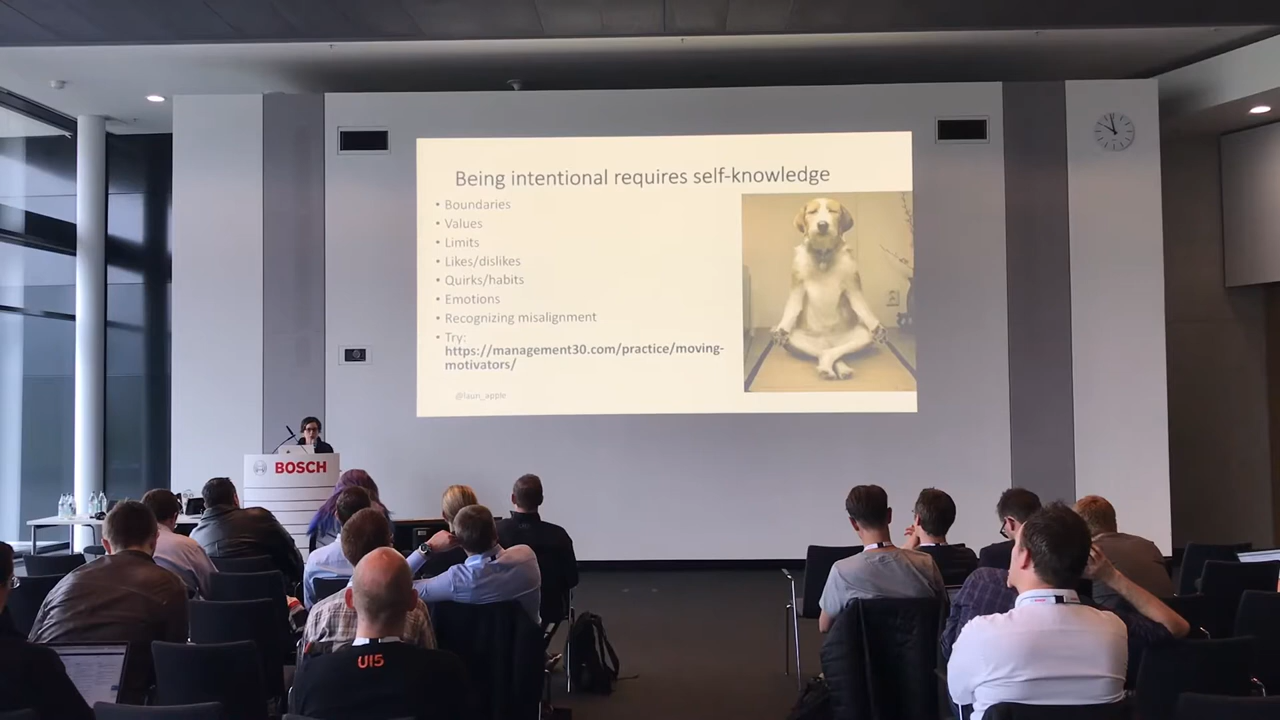 Being intentional requires self-knowledge
• Boundaries
• Values
• Limits
• Likes/dislikes
• Quirks/habits
• Emotions
• Recognizing misalignment
• Try:
https://management30.com/practice/moving-
motivators/
@lauri_apple
BOSCH
UI5